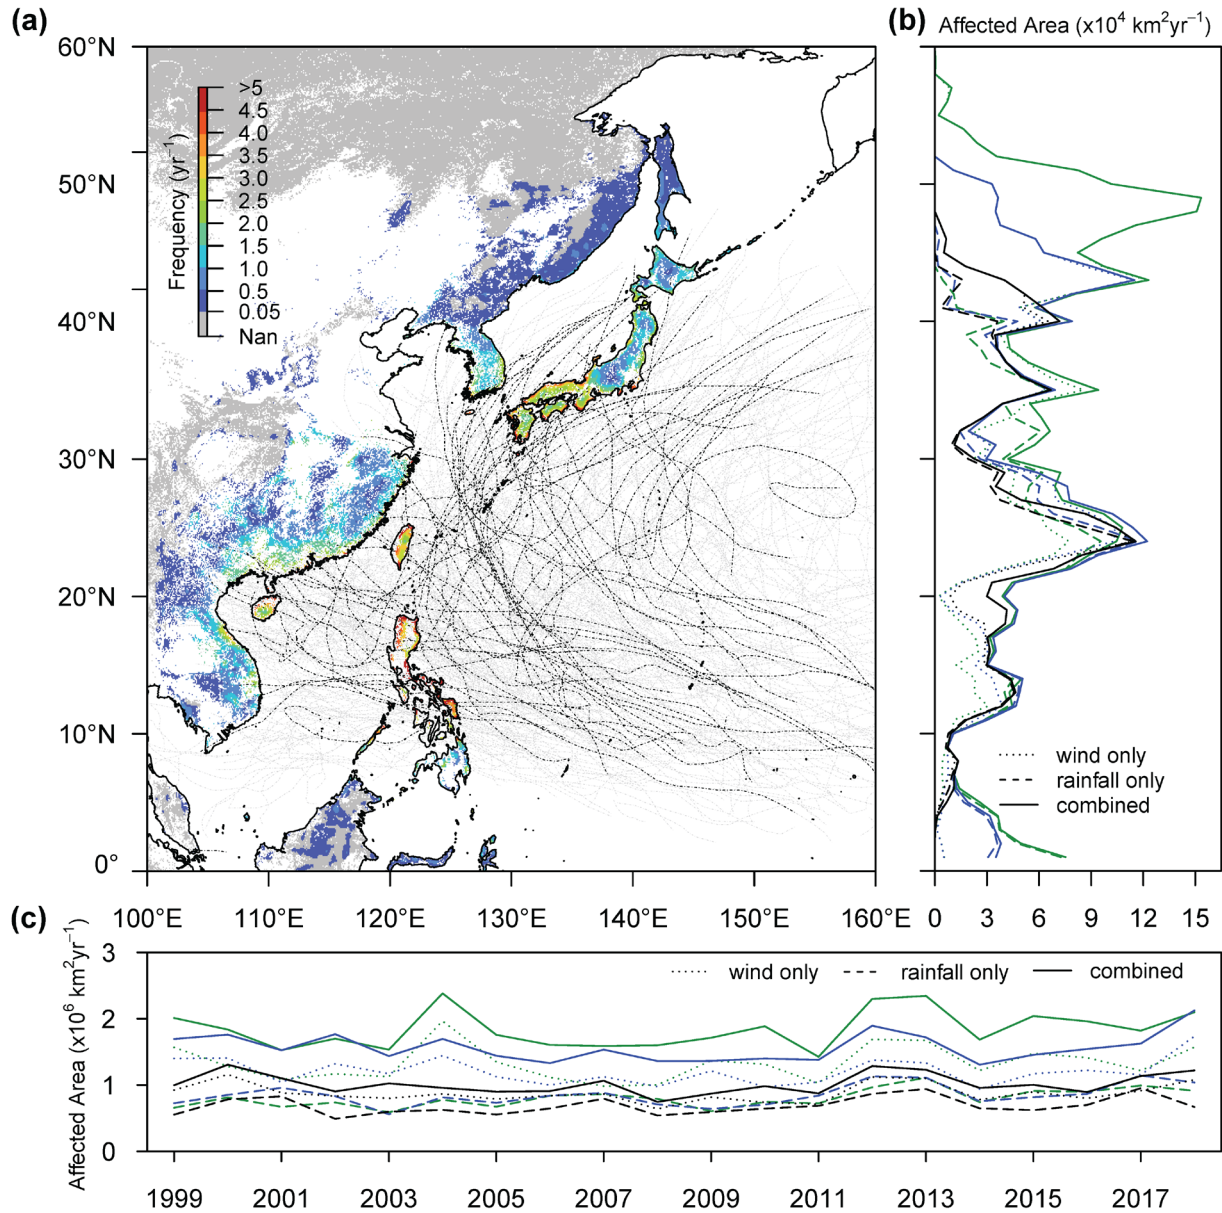 (a)
(b)
Affected Area (x10⁴ km²yr⁻¹)
60°N
50°N
40°N
30°N
20°N
10°N
0°
Frequency (yr⁻¹)
>5
4.5
4.0
3.5
3.0
2.5
2.0
1.5
1.0
0.5
0.05
Nan
wind only
rainfall only
combined
100°E 110°E 120°E 130°E 140°E 150°E 160°E
0 3 6 9 12 15
(c)
Affected Area (x10⁶ km²yr⁻¹)
3
2
1
0
wind only rainfall only combined
1999 2001 2003 2005 2007 2009 2011 2013 2015 2017